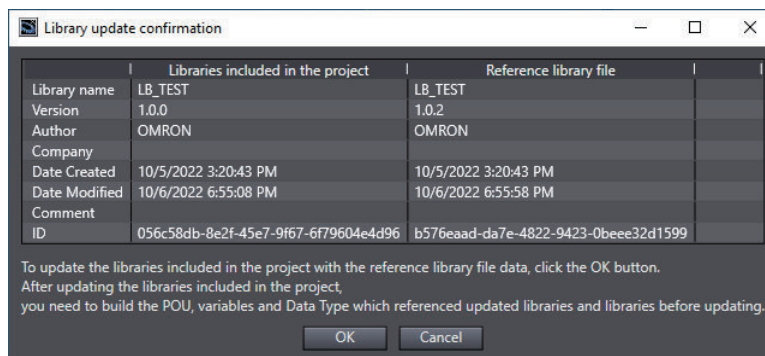 Library update confirmation
Libraries included in the project Reference library file
Library name LB_TEST LB_TEST
Version 1.0.0 1.0.2
Author OMRON OMRON
Company
Date Created 10/5/2022 3:20:43 PM 10/5/2022 3:20:43 PM
Date Modified 10/6/2022 6:55:08 PM 10/6/2022 6:55:58 PM
Comment
ID 056c58db-8e2f-45e7-9f67-6f79604e4d96 b576eaad-da7e-4822-9423-0beee32d1599
To update the libraries included in the project with the reference library file data, click the OK button.
After updating the libraries included in the project,
you need to build the POU, variables and Data Type which referenced updated libraries and libraries before updating.
OK Cancel